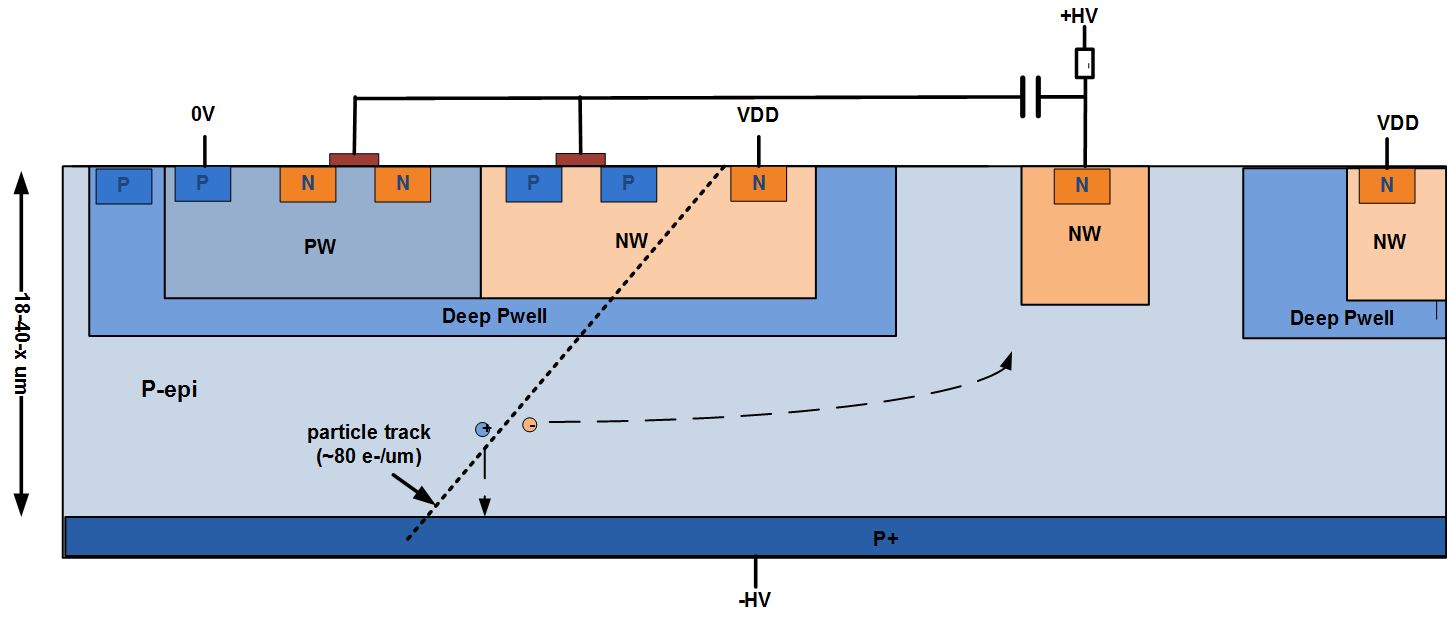 +HV
0V
VDD
VDD
P
P
N
N
P
P
N
N
N
PW
NW
NW
NW
Deep Pwell
Deep Pwell
18-40-x um
P-epi
+
-
particle track
(~80 e-/um)
P+
-HV